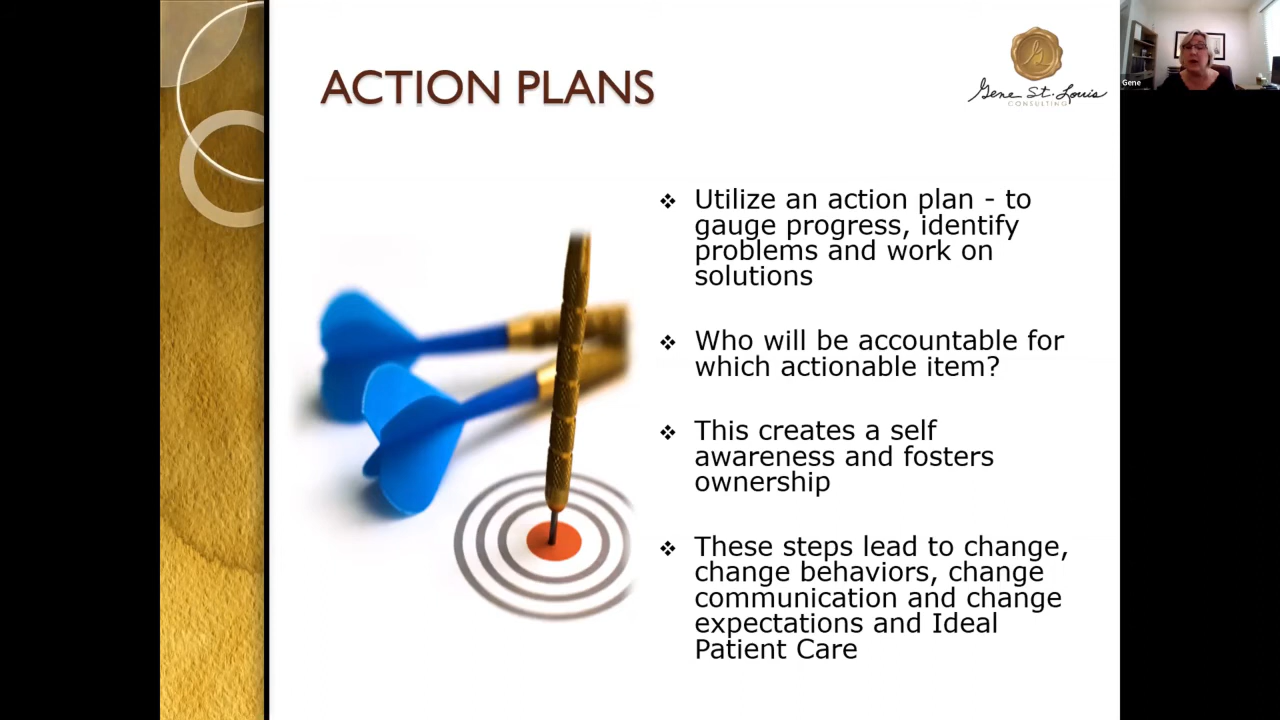 ACTION PLANS
Gene St. Louis
CONSULTING
Gene
❖ Utilize an action plan - to
gauge progress, identify
problems and work on
solutions
❖ Who will be accountable for
which actionable item?
❖ This creates a self
awareness and fosters
ownership
❖ These steps lead to change,
change behaviors, change
communication and change
expectations and Ideal
Patient Care